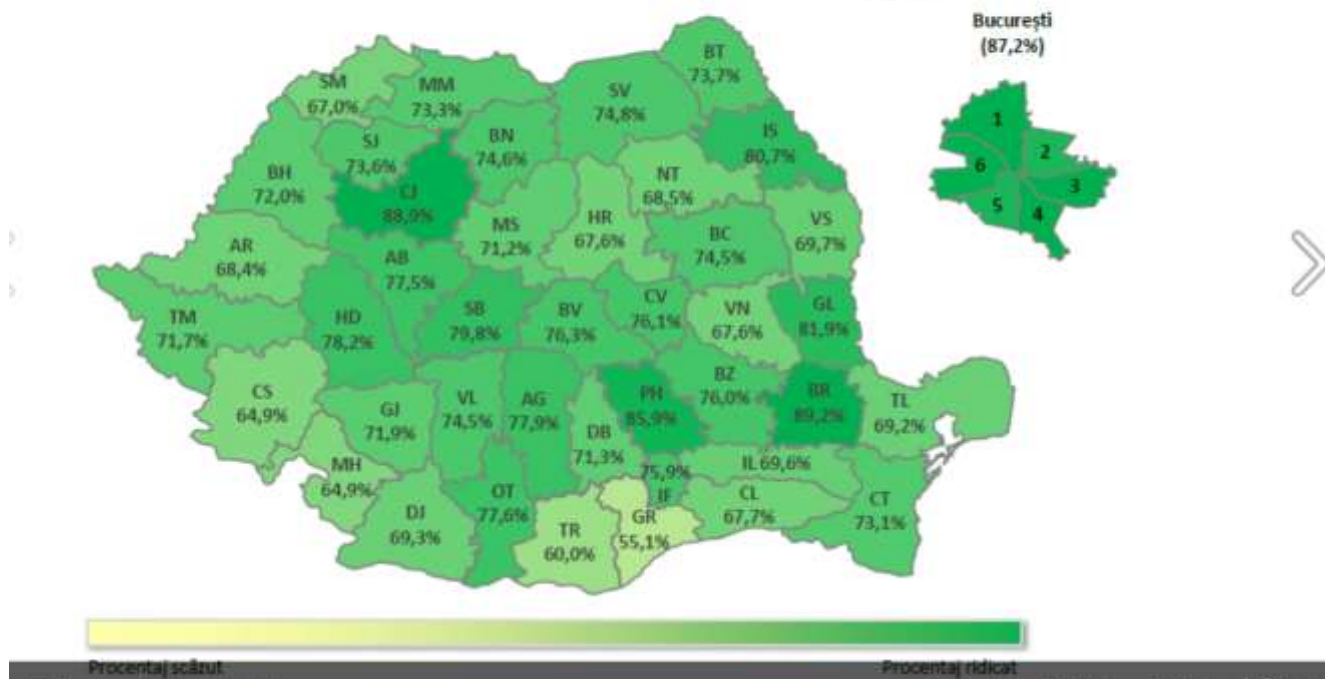 București
(87,2%)
BT
73,7%
SM
67,0%
MM
73,3%
SV
74,8%
1
IS
80,7%
SJ
73,6%
BN
74,6%
2
6
3
BH
72,0%
CJ
88,9%
NT
68,5%
5
4
MS
71,2%
HR
67,6%
VS
69,7%
AR
68,4%
AB
77,5%
BC
74,5%
TM
71,7%
HD
78,2%
SB
79,8%
BV
76,3%
CV
76,1%
VN
67,6%
GL
81,9%
CS
64,9%
GJ
71,9%
VL
74,5%
AG
77,9%
PH
85,9%
BZ
76,0%
BR
89,2%
TL
69,2%
DB
71,3%
MH
64,9%
75,9%
IF
IL 69,6%
DJ
69,3%
OT
77,6%
TR
60,0%
GR
55,1%
CL
67,7%
CT
73,1%
Procentaj scăzut
Procentaj ridicat